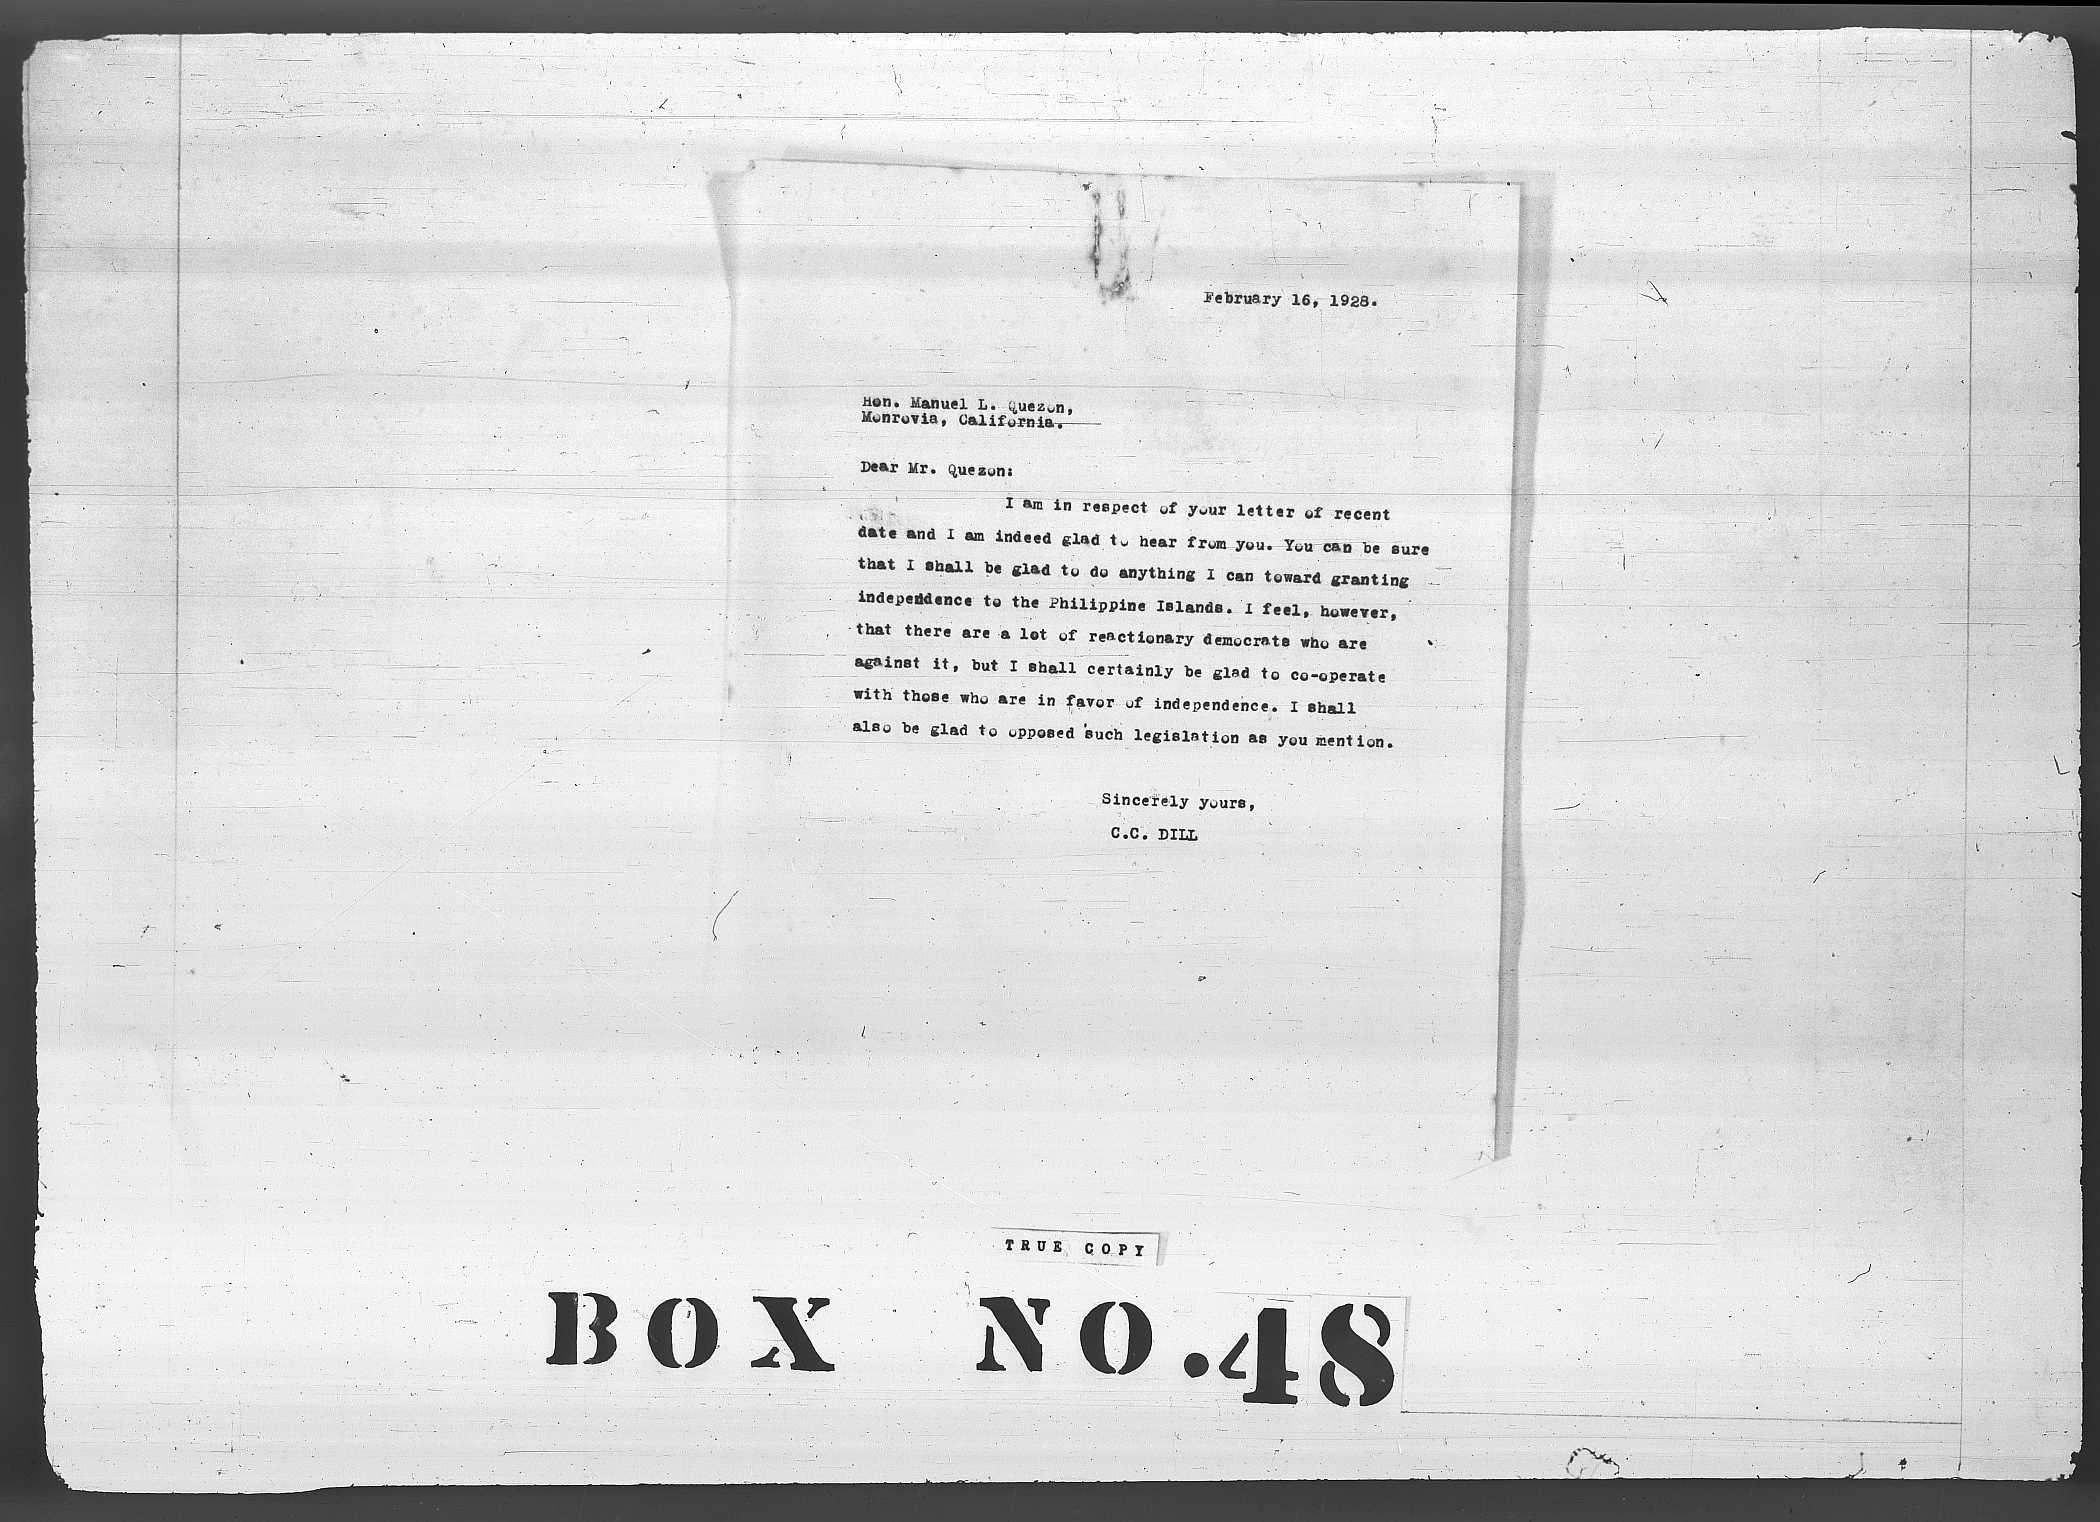 February 16, 1928.
Hon. Manuel L. Quezon,
Monrovia, California.
Dear Mr. Quezon:
I am in respect of your letter of recent
date and I am indeed glad to hear from you. You can be sure
that I shall be glad to do anything I can toward granting
independence to the Philippine Islands. I feel, however,
that there are a lot of reactionary democrats who are
against it, but I shall certainly be glad to co-operate
with those who are in favor of independence. I shall
also be glad to opposed such legislation as you mention.
Sincerely yours,
C.C. DILL
TRUE COPY
BOX NO.48